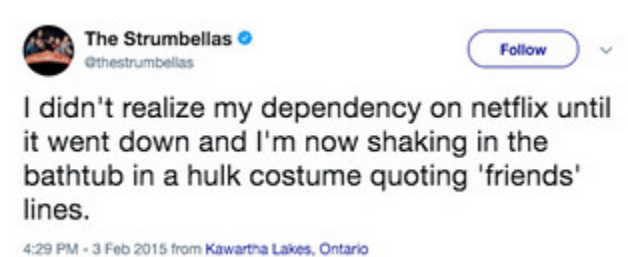 The Strumbellas
@thestrumbellas
Follow
I didn't realize my dependency on netflix until
it went down and I'm now shaking in the
bathtub in a hulk costume quoting 'friends'
lines.
4:29 PM - 3 Feb 2015 from Kawartha Lakes, Ontario